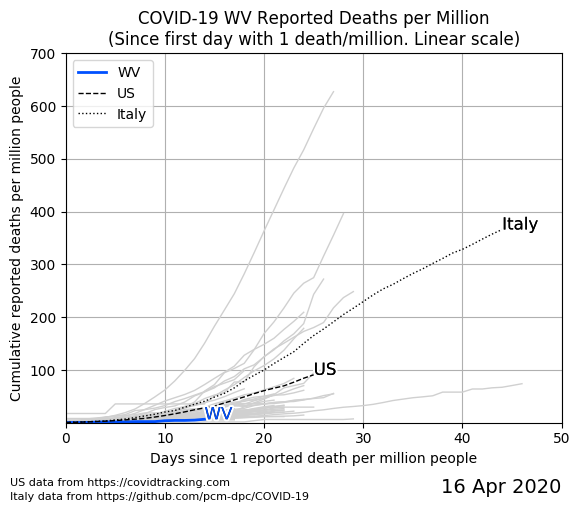 COVID-19 WV Reported Deaths per Million
(Since first day with 1 death/million. Linear scale)
700
600
500
400
300
200
100
Cumulative reported deaths per million people
WV
US
Italy
Italy
US
WV
0
10
20
30
40
50
Days since 1 reported death per million people
US data from https://covidtracking.com
Italy data from https://github.com/pcm-dpc/COVID-19
16 Apr 2020